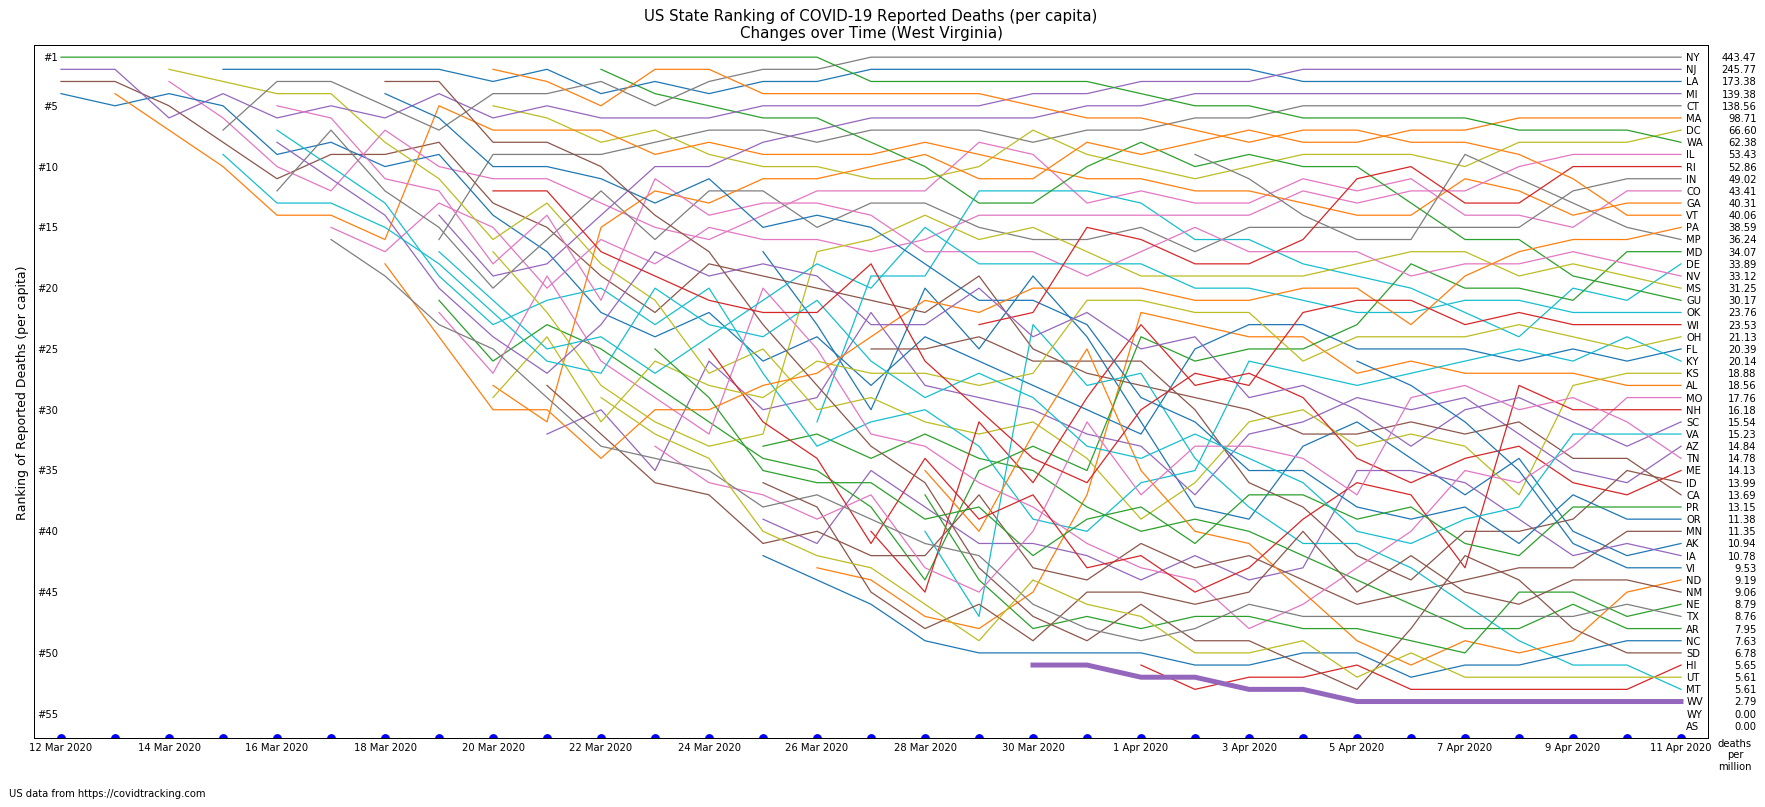 US State Ranking of COVID-19 Reported Deaths (per capita)
Changes over Time (West Virginia)
Ranking of Reported Deaths (per capita)
#1
#5
#10
#15
#20
#25
#30
#35
#40
#45
#50
#55
NY 443.47
NJ 245.77
LA 173.38
MI 139.38
CT 138.56
MA 98.71
DC 66.60
WA 62.38
IL 53.43
RI 52.86
IN 49.02
CO 43.41
GA 40.31
VT 40.06
PA 38.59
MP 36.24
MD 34.07
DE 33.89
NV 33.12
MS 31.25
GU 30.17
OK 23.76
WI 23.53
OH 21.13
FL 20.39
KY 20.14
KS 18.88
AL 18.56
MO 17.76
NH 16.18
SC 15.54
VA 15.23
AZ 14.84
TN 14.78
ME 14.13
ID 13.99
CA 13.69
PR 13.15
OR 11.38
MN 11.35
AK 10.94
IA 10.78
VI 9.53
ND 9.19
NM 9.06
NE 8.79
TX 8.76
AR 7.95
NC 7.63
SD 6.78
HI 5.65
UT 5.61
MT 5.61
WV 2.79
WY 0.00
AS 0.00
12 Mar 2020 14 Mar 2020 16 Mar 2020 18 Mar 2020 20 Mar 2020 22 Mar 2020 24 Mar 2020 26 Mar 2020 28 Mar 2020 30 Mar 2020 1 Apr 2020 3 Apr 2020 5 Apr 2020 7 Apr 2020 9 Apr 2020 11 Apr 2020
deaths
per
million
US data from https://covidtracking.com